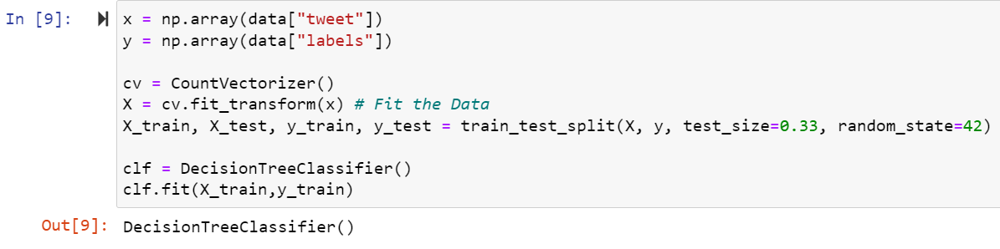 In [9]:
x = np.array(data["tweet"])
y = np.array(data["labels"])
cv = CountVectorizer()
X = cv.fit_transform(x) # Fit the Data
X_train, X_test, y_train, y_test = train_test_split(X, y, test_size=0.33, random_state=42)
clf = DecisionTreeClassifier()
clf.fit(X_train,y_train)
Out[9]: DecisionTreeClassifier()